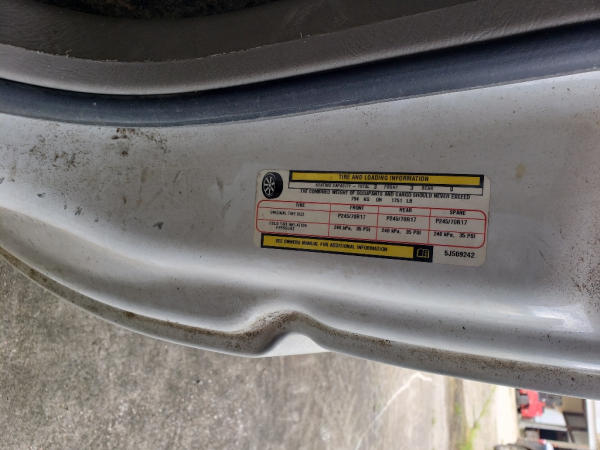 TIRE AND LOADING INFORMATION
SEATING CAPACITY - TOTAL 3 FRONT 3 REAR 0
THE COMBINED WEIGHT OF OCCUPANTS AND CARGO SHOULD NEVER EXCEED
794 KG OR 1751 LB
TIRE FRONT REAR SPARE
ORIGINAL TIRE SIZE P245/70R17 P245/70R17 P245/70R17
COLD TIRE INFLATION PRESSURE 240 kPa, 35 PSI 240 kPa, 35 PSI 240 kPa, 35 PSI
SEE OWNERS MANUAL FOR ADDITIONAL INFORMATION 5J509242